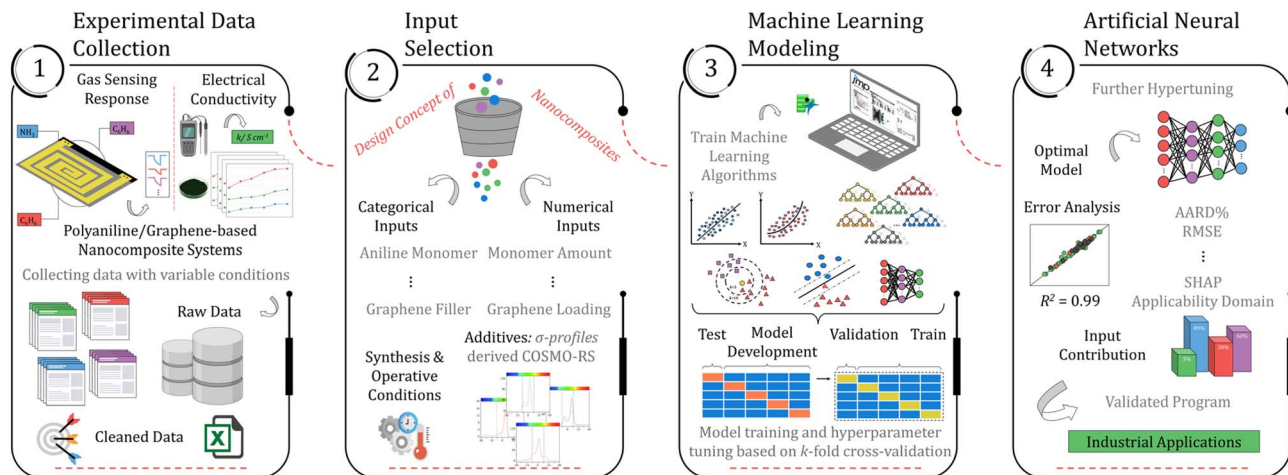 Experimental Data
Collection
1
Gas Sensing
Response
Electrical
Conductivity
NH₃
C₆H₆
k/ S cm⁻¹
Polyaniline/Graphene-based
Nanocomposite Systems
Collecting data with variable conditions
Raw Data
Cleaned Data
Input
Selection
2
Design Concept of
Nanocomposites
Categorical
Inputs
Numerical
Inputs
Aniline Monomer
Monomer Amount
Graphene Filler
Graphene Loading
Additives: σ-profiles
derived COSMO-RS
Synthesis &
Operative
Conditions
Machine Learning
Modeling
3
jmp
Train Machine
Learning
Algorithms
Y
X
Y
X
Test
Model
Development
Validation
Train
Model training and hyperparameter
tuning based on k-fold cross-validation
Artificial Neural
Networks
4
Further Hypertuning
Optimal
Model
Error Analysis
AARD%
RMSE
R² = 0.99
SHAP
Applicability Domain
Input
Contribution
Validated Program
Industrial Applications